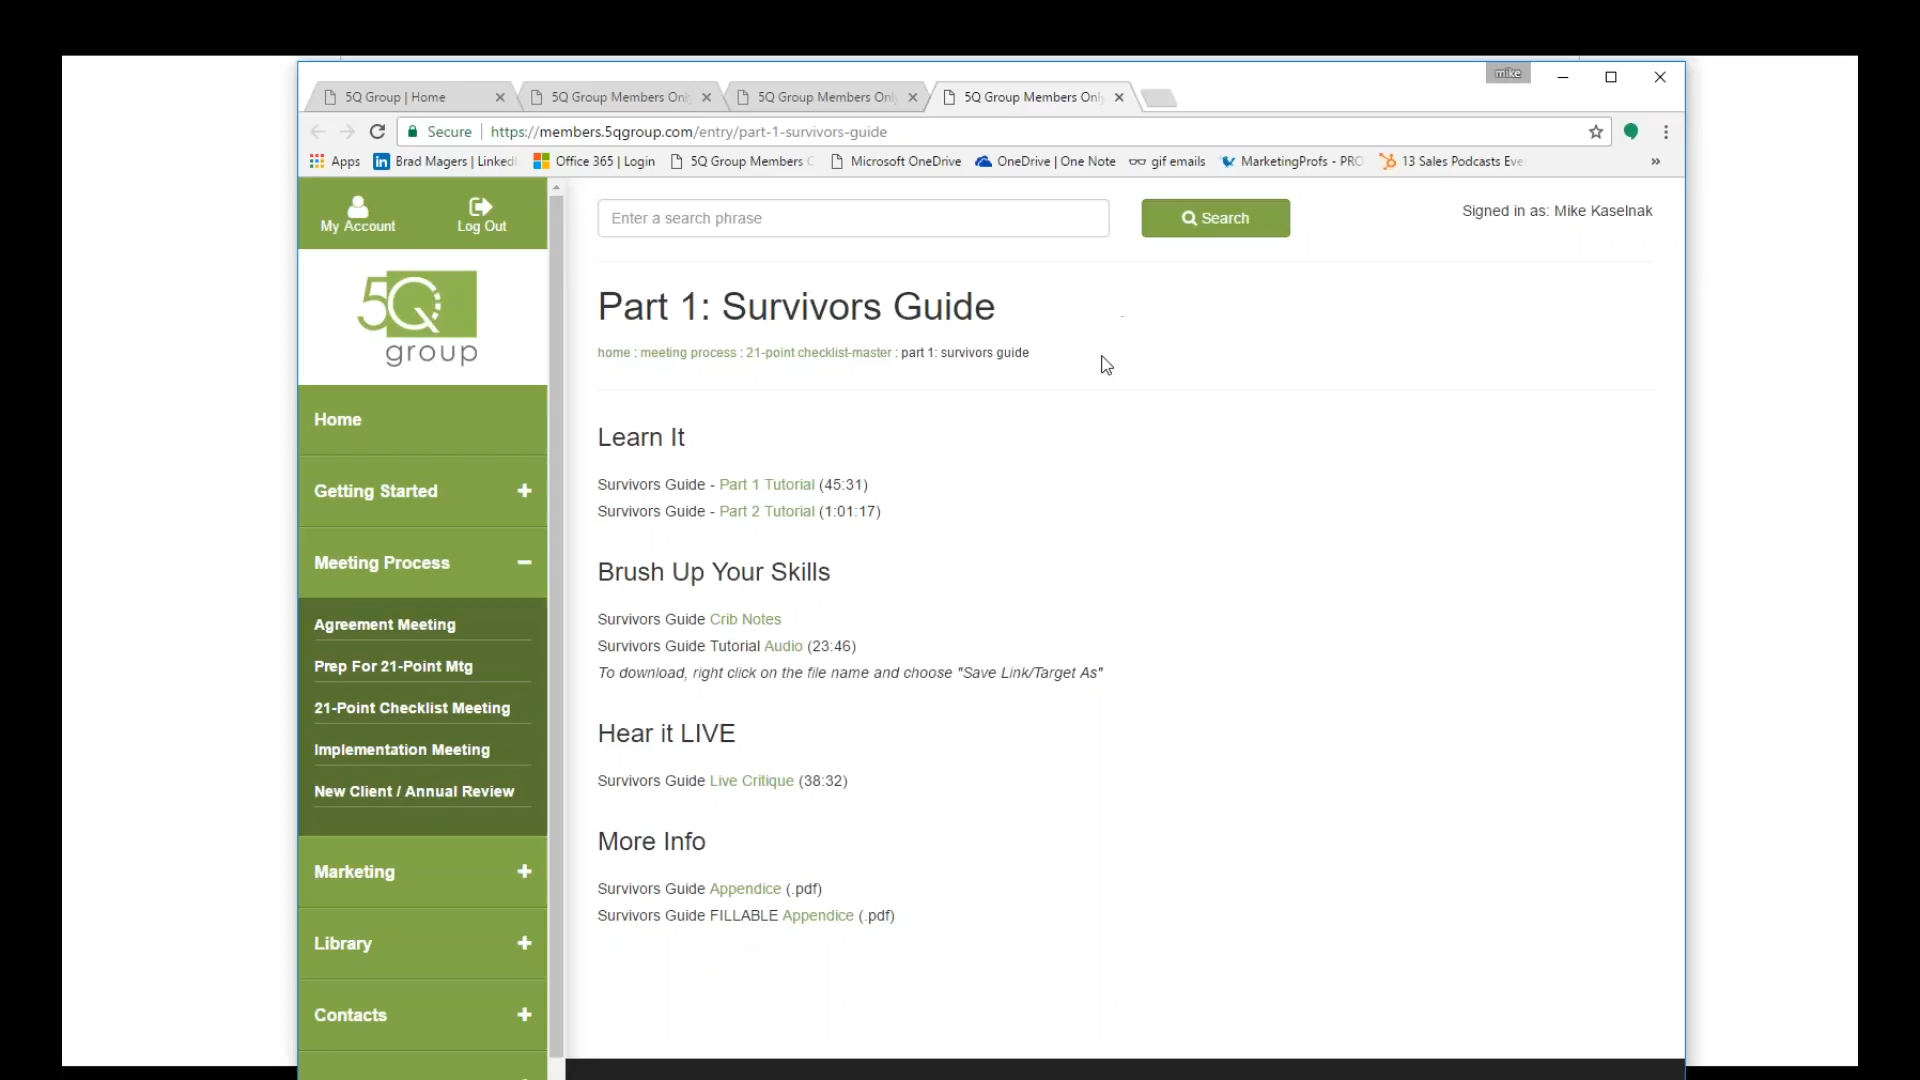 mike
5Q Group | Home
5Q Group Members Onl
5Q Group Members Onl
5Q Group Members Onl
Secure
https://members.5qgroup.com/entry/part-1-survivors-guide
Apps
Brad Magers | LinkedI
Office 365 | Login
5Q Group Members O
Microsoft OneDrive
OneDrive | One Note
gif emails
MarketingProfs - PRO
13 Sales Podcasts Eve
»
My Account
Log Out
Enter a search phrase
Search
Signed in as: Mike Kaselnak
5Q
group
Part 1: Survivors Guide
home : meeting process : 21-point checklist-master : part 1: survivors guide
Home
Getting Started
Meeting Process
Agreement Meeting
Prep For 21-Point Mtg
21-Point Checklist Meeting
Implementation Meeting
New Client / Annual Review
Marketing
Library
Contacts
Learn It
Survivors Guide - Part 1 Tutorial (45:31)
Survivors Guide - Part 2 Tutorial (1:01:17)
Brush Up Your Skills
Survivors Guide Crib Notes
Survivors Guide Tutorial Audio (23:46)
To download, right click on the file name and choose "Save Link/Target As"
Hear it LIVE
Survivors Guide Live Critique (38:32)
More Info
Survivors Guide Appendice (.pdf)
Survivors Guide FILLABLE Appendice (.pdf)